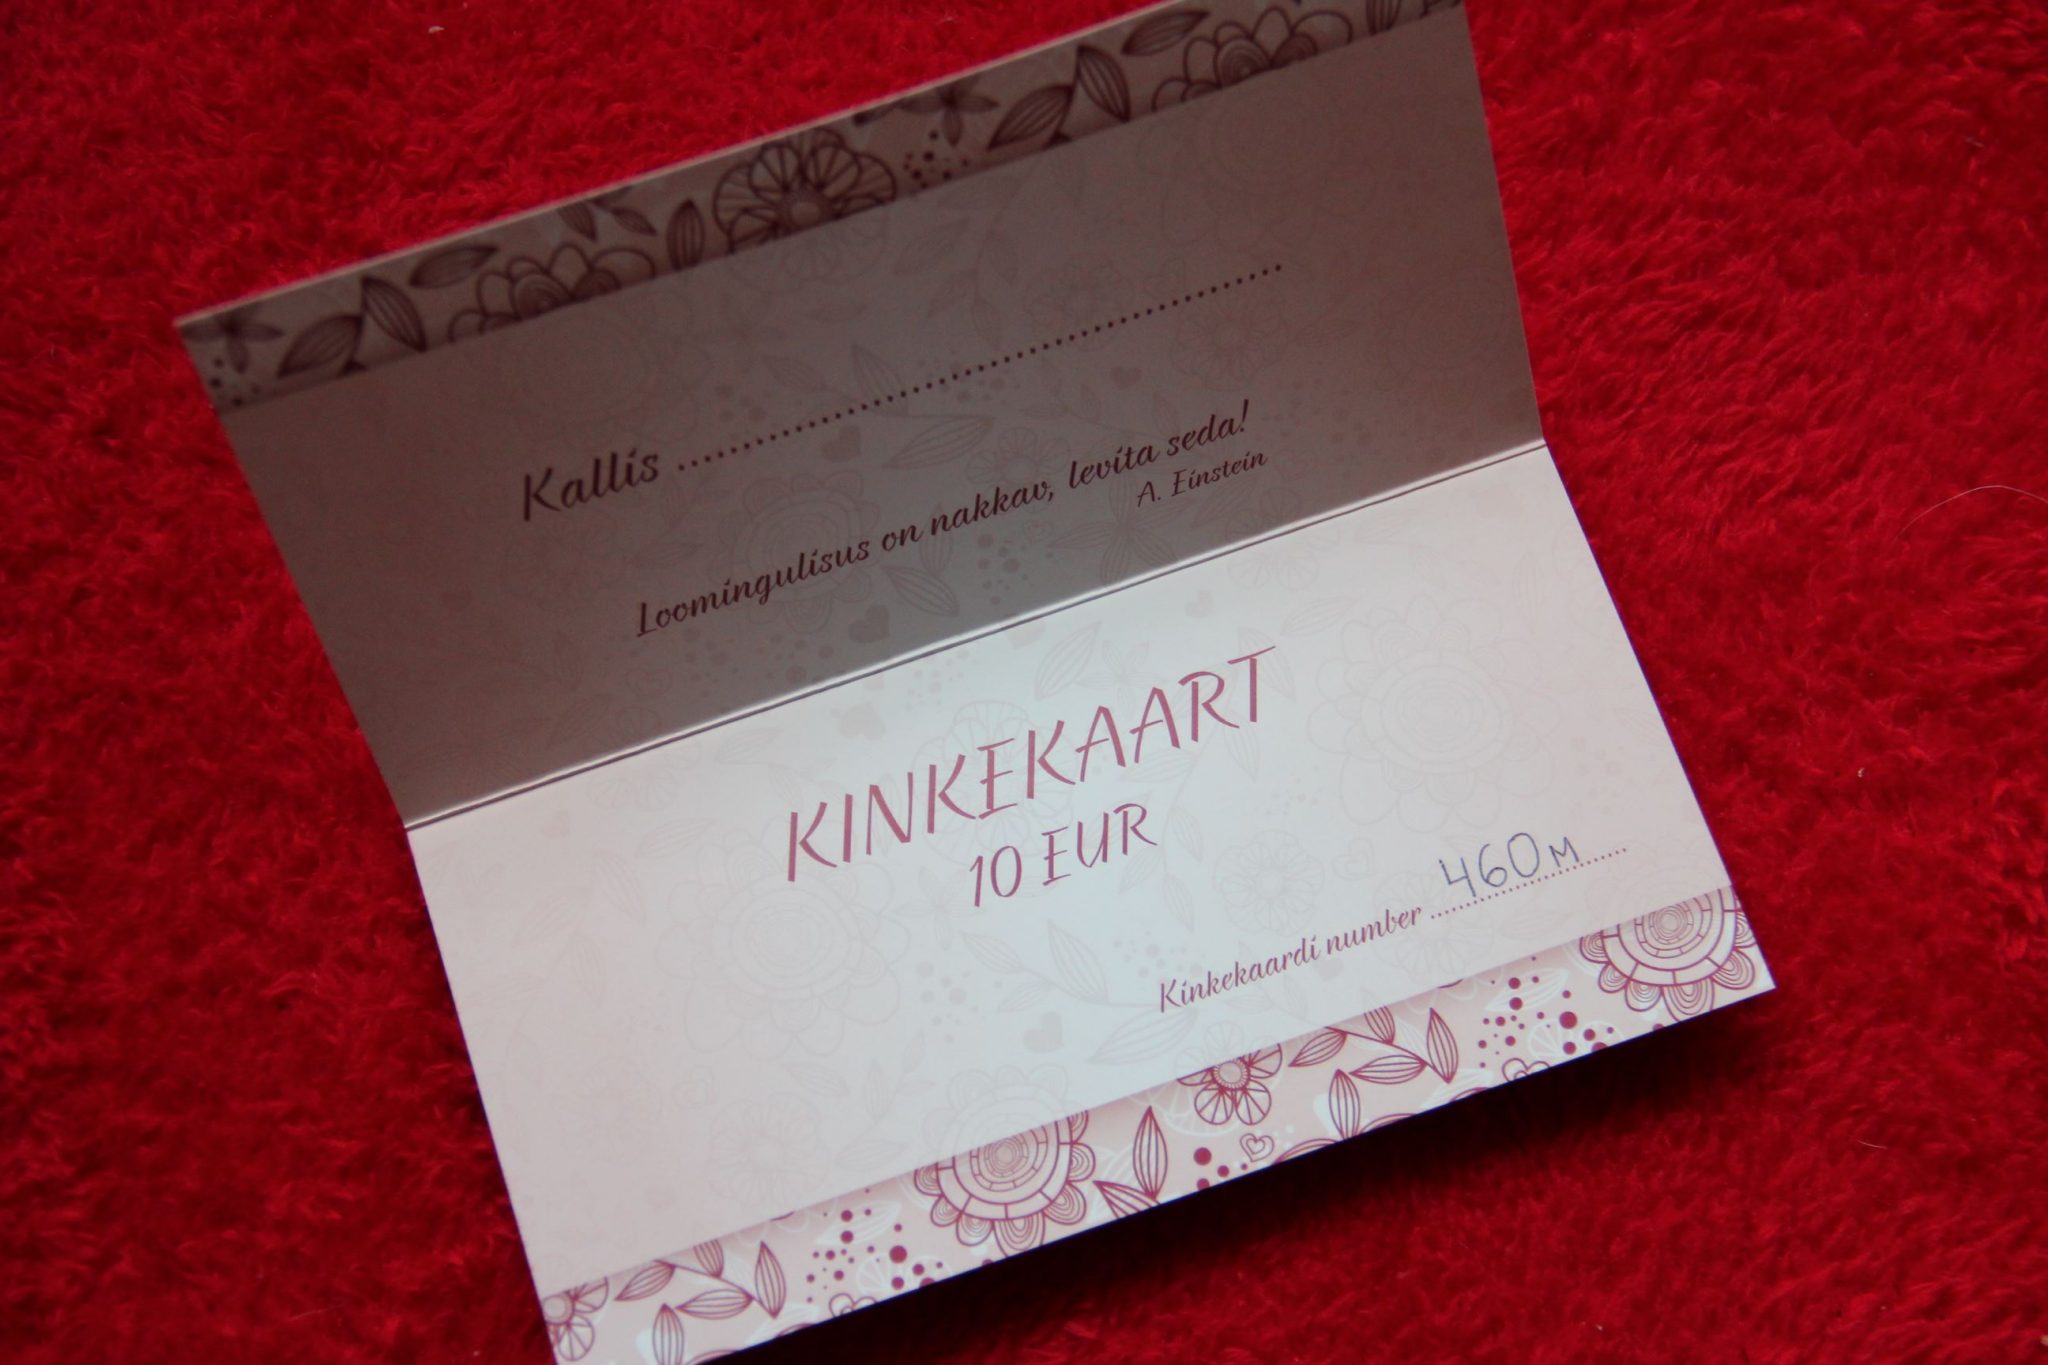 Kallis ..............................................................
Loomingulisus on nakkav, levita seda!
A. Einstein
KINKEKAART
10 EUR
Kinkekaardi number ..............................
460M